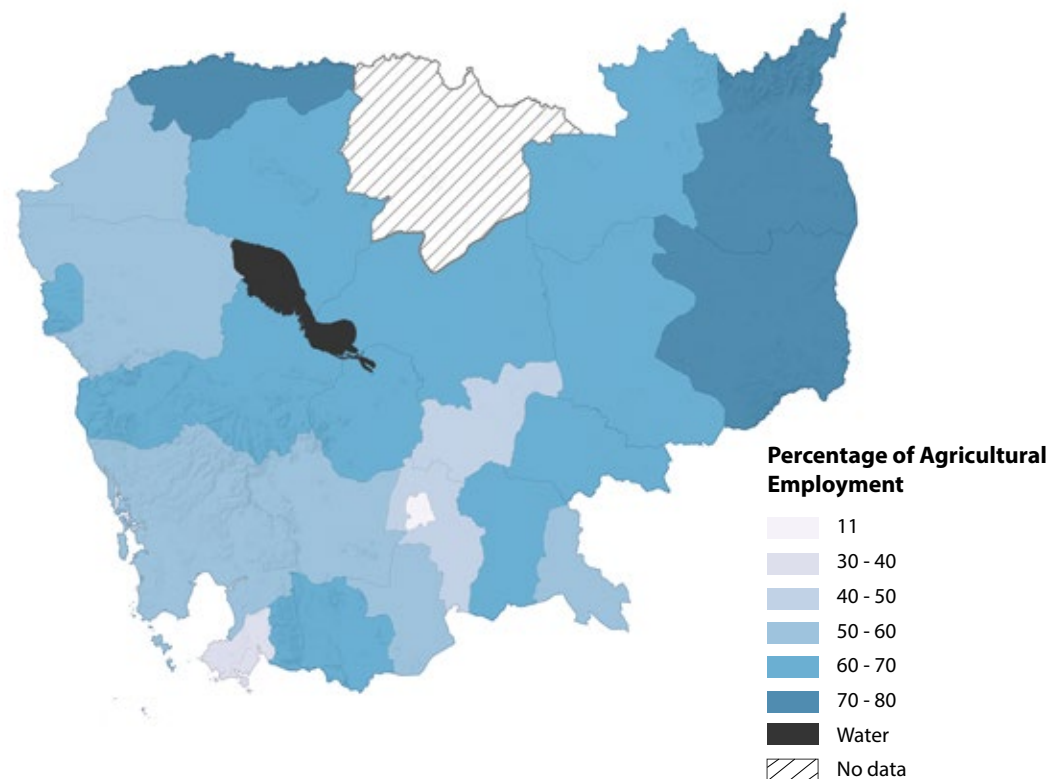 Percentage of Agricultural
Employment
11
30 - 40
40 - 50
50 - 60
60 - 70
70 - 80
Water
No data